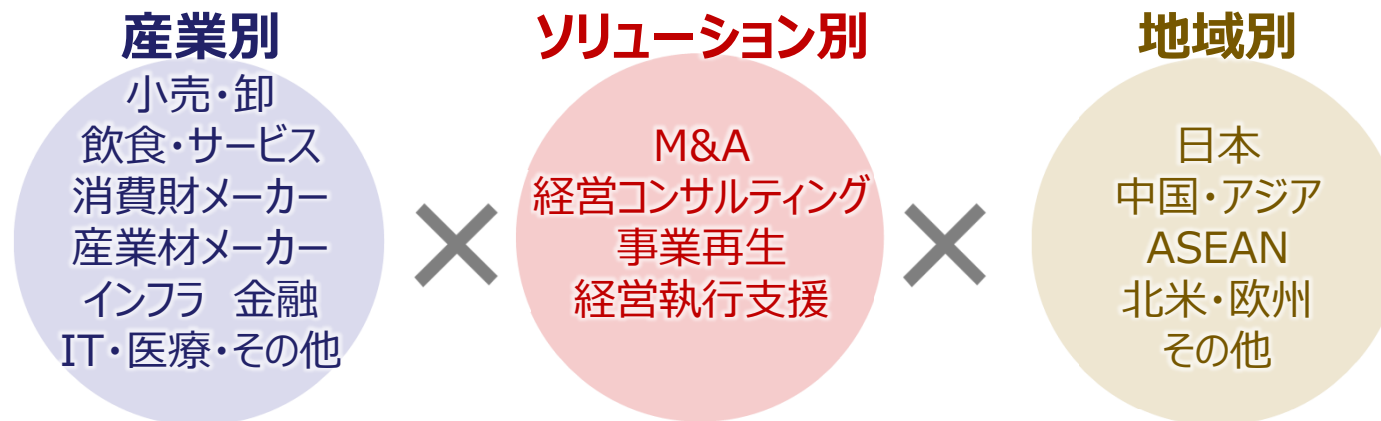 産業別
小売・卸
飲食・サービス
消費財メーカー
産業材メーカー
インフラ　金融
IT・医療・その他
×
ソリューション別
M&A
経営コンサルティング
事業再生
経営執行支援
×
地域別
日本
中国・アジア
ASEAN
北米・欧州
その他